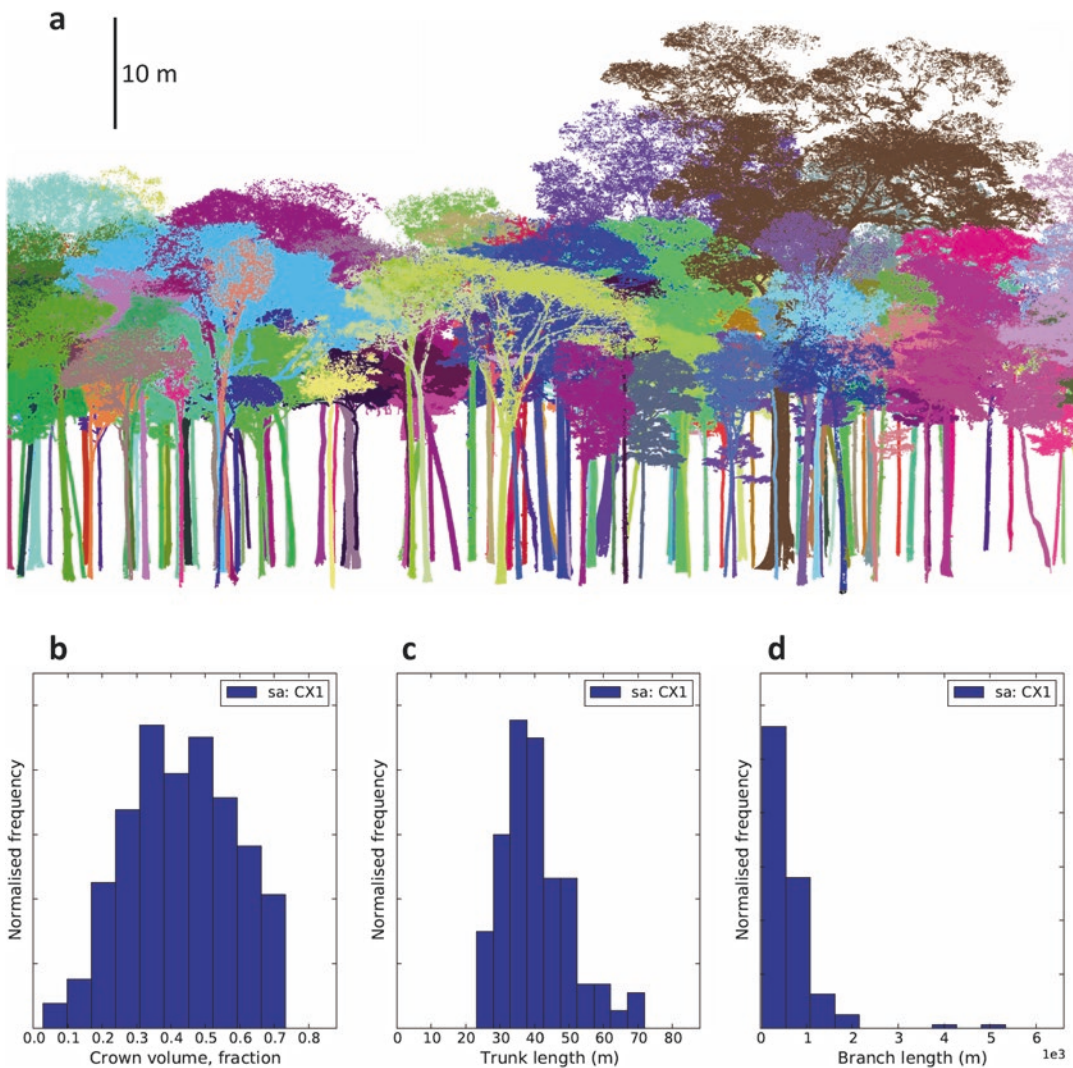 a
10 m
b
c
d
sa: CX1
sa: CX1
sa: CX1
Normalised frequency
Normalised frequency
Normalised frequency
0.0 0.1 0.2 0.3 0.4 0.5 0.6 0.7 0.8
0 10 20 30 40 50 60 70 80
0 1 2 3 4 5 6
1e3
Crown volume, fraction
Trunk length (m)
Branch length (m)